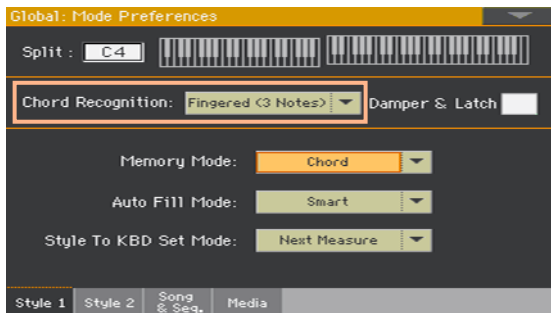 Global: Mode Preferences
Split : C4
Chord Recognition: Fingered (3 Notes) Damper & Latch
Memory Mode: Chord
Auto Fill Mode: Smart
Style To KBD Set Mode: Next Measure
Style 1 Style 2 Song & Seq. Media